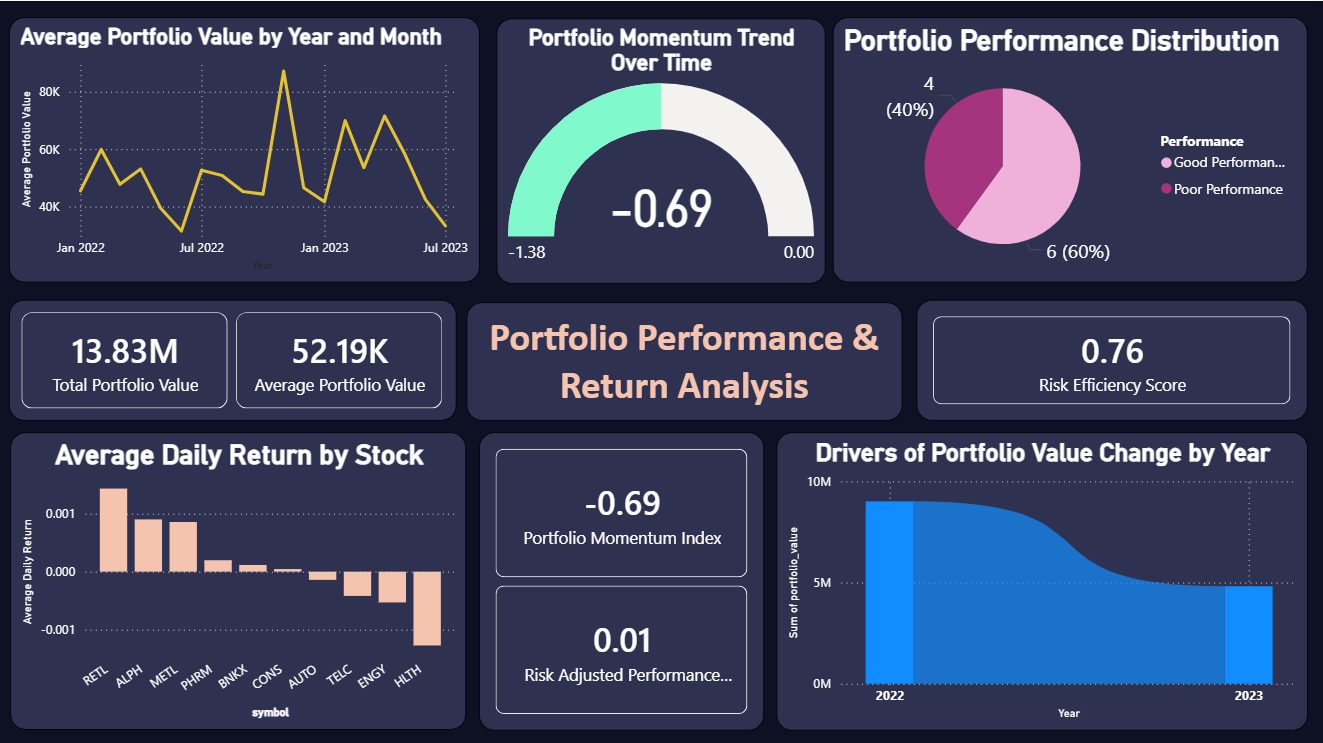 Average Portfolio Value by Year and Month
Average Portfolio Value
80K
60K
40K
Jan 2022
Jul 2022
Jan 2023
Jul 2023
Year
Portfolio Momentum Trend
Over Time
-0.69
-1.38
0.00
Portfolio Performance Distribution
4
(40%)
6 (60%)
Performance
Good Performan...
Poor Performance
13.83M
Total Portfolio Value
52.19K
Average Portfolio Value
Portfolio Performance &
Return Analysis
0.76
Risk Efficiency Score
Average Daily Return by Stock
Average Daily Return
0.001
0.000
-0.001
RETL
ALPH
METL
PHRM
BNKX
CONS
AUTO
TELC
ENGY
HLTH
symbol
-0.69
Portfolio Momentum Index
0.01
Risk Adjusted Performance...
Drivers of Portfolio Value Change by Year
Sum of portfolio_value
10M
5M
0M
2022
2023
Year